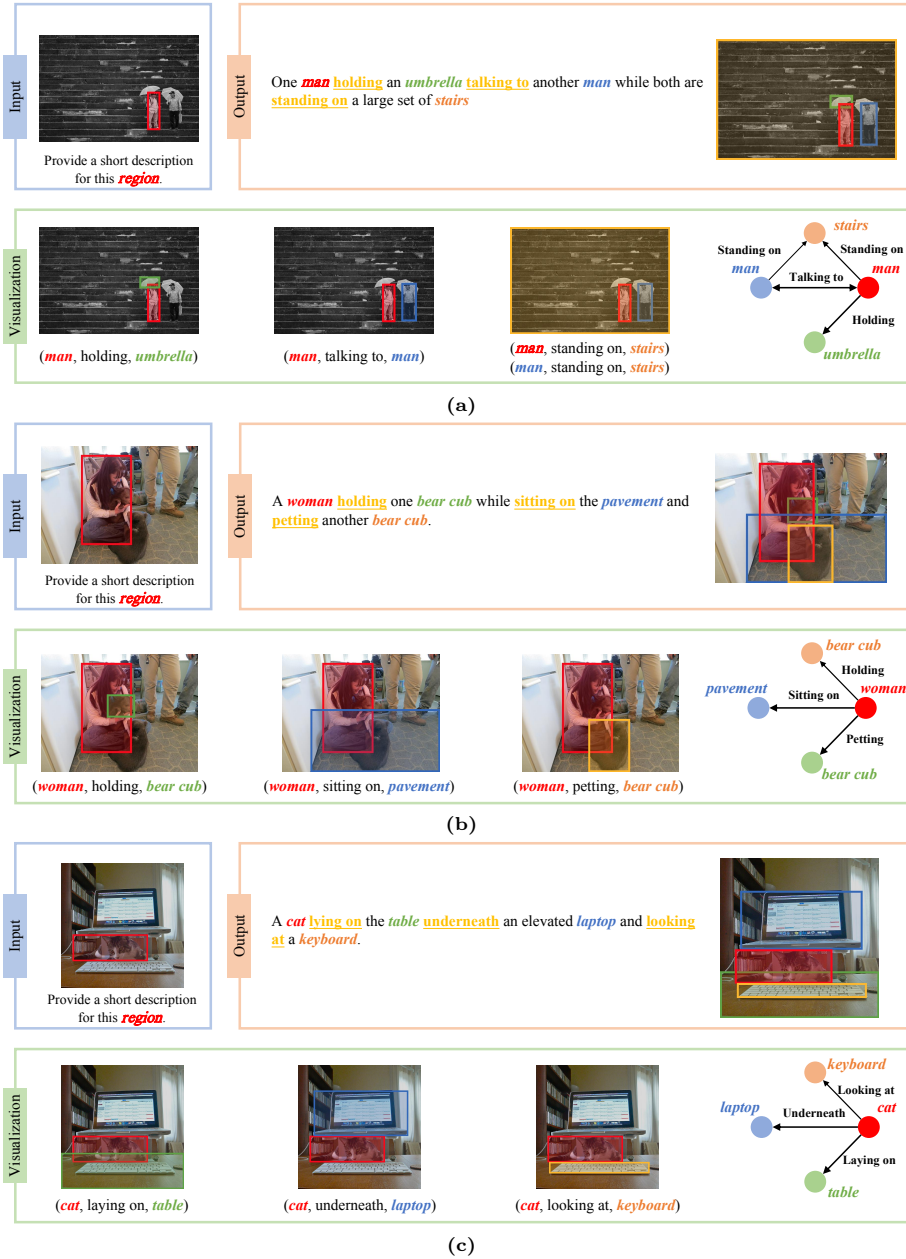 Input
Provide a short description
for this region.
Output
One man holding an umbrella talking to another man while both are
standing on a large set of stairs
Visualization
(man, holding, umbrella)
(man, talking to, man)
(man, standing on, stairs)
(man, standing on, stairs)
stairs
Standing on
Standing on
man
Talking to
man
Holding
umbrella
(a)
Input
Provide a short description
for this region.
Output
A woman holding one bear cub while sitting on the pavement and
petting another bear cub.
Visualization
(woman, holding, bear cub)
(woman, sitting on, pavement)
(woman, petting, bear cub)
bear cub
Holding
pavement
Sitting on
woman
Petting
bear cub
(b)
Input
Provide a short description
for this region.
Output
A cat lying on the table underneath an elevated laptop and looking
at a keyboard.
Visualization
(cat, laying on, table)
(cat, underneath, laptop)
(cat, looking at, keyboard)
keyboard
Looking at
laptop
Underneath
cat
Laying on
table
(c)